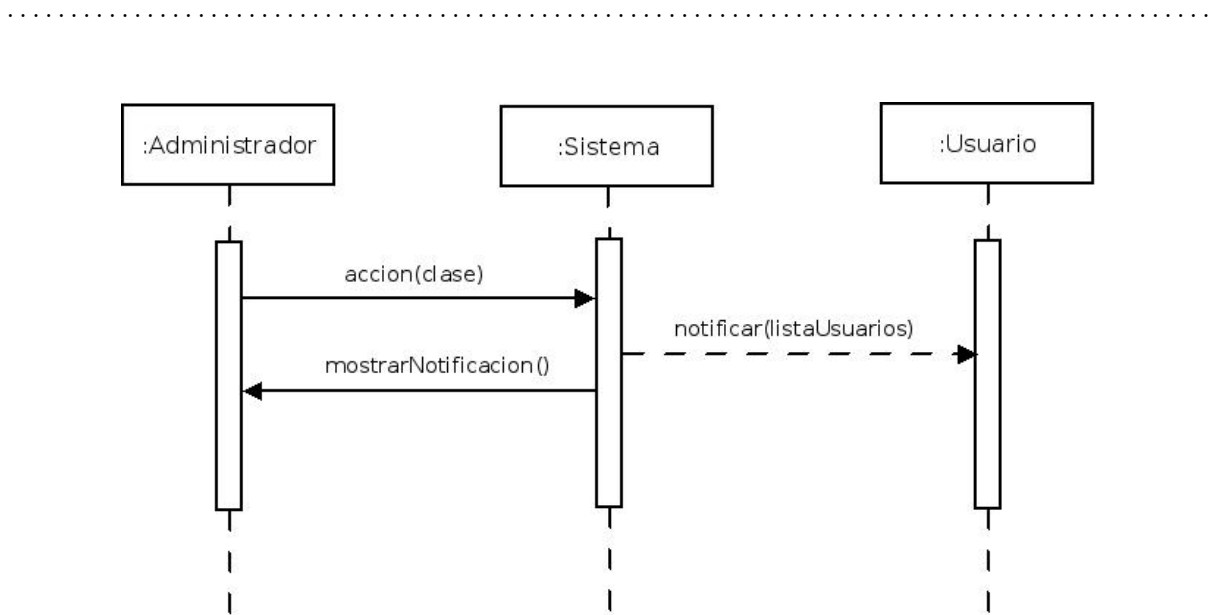 :Administrador
:Sistema
:Usuario
accion(clase)
notificar(listaUsuarios)
mostrarNotificacion()